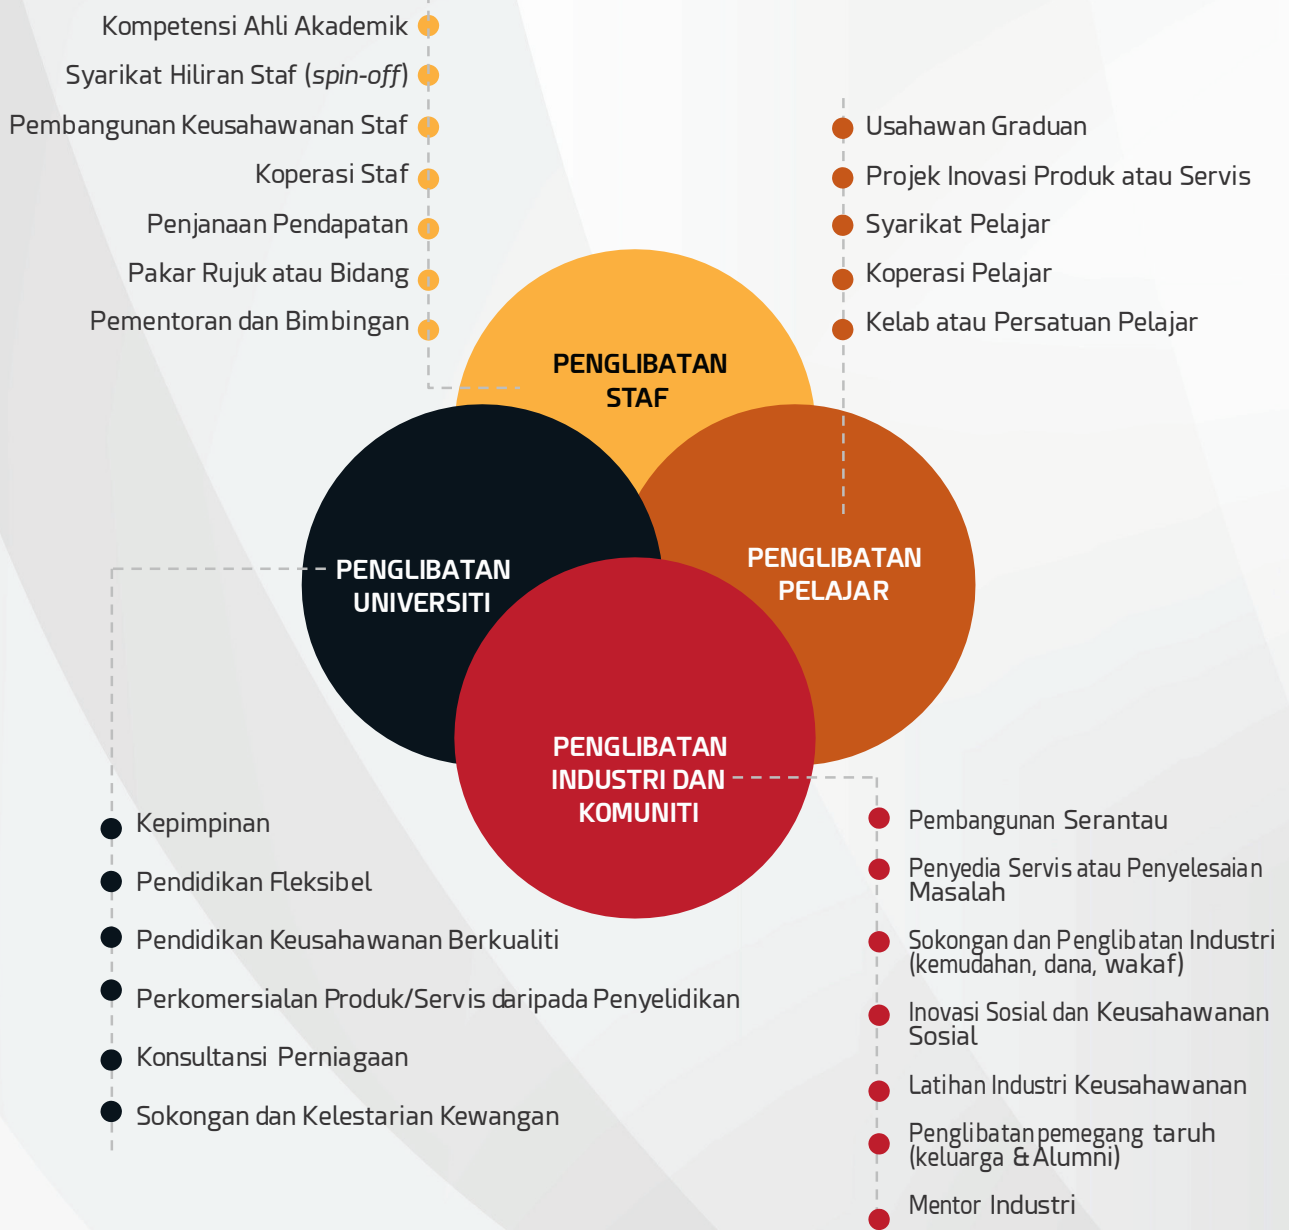 Kompetensi Ahli Akademik
Syarikat Hiliran Staf (spin-off)
Pembangunan Keusahawanan Staf
Koperasi Staf
Penjanaan Pendapatan
Pakar Rujuk atau Bidang
Pementoran dan Bimbingan
Usahawan Graduan
Projek Inovasi Produk atau Servis
Syarikat Pelajar
Koperasi Pelajar
Kelab atau Persatuan Pelajar
PENGLIBATAN
STAF
PENGLIBATAN
UNIVERSITI
PENGLIBATAN
PELAJAR
PENGLIBATAN
INDUSTRI DAN
KOMUNITI
Kepimpinan
Pendidikan Fleksibel
Pendidikan Keusahawanan Berkualiti
Perkomersialan Produk/Servis daripada Penyelidikan
Konsultansi Perniagaan
Sokongan dan Kelestarian Kewangan
Pembangunan Serantau
Penyedia Servis atau Penyelesaian
Masalah
Sokongan dan Penglibatan Industri
(kemudahan, dana, wakaf)
Inovasi Sosial dan Keusahawanan
Sosial
Latihan Industri Keusahawanan
Penglibatan pemegang taruh
(keluarga & Alumni)
Mentor Industri